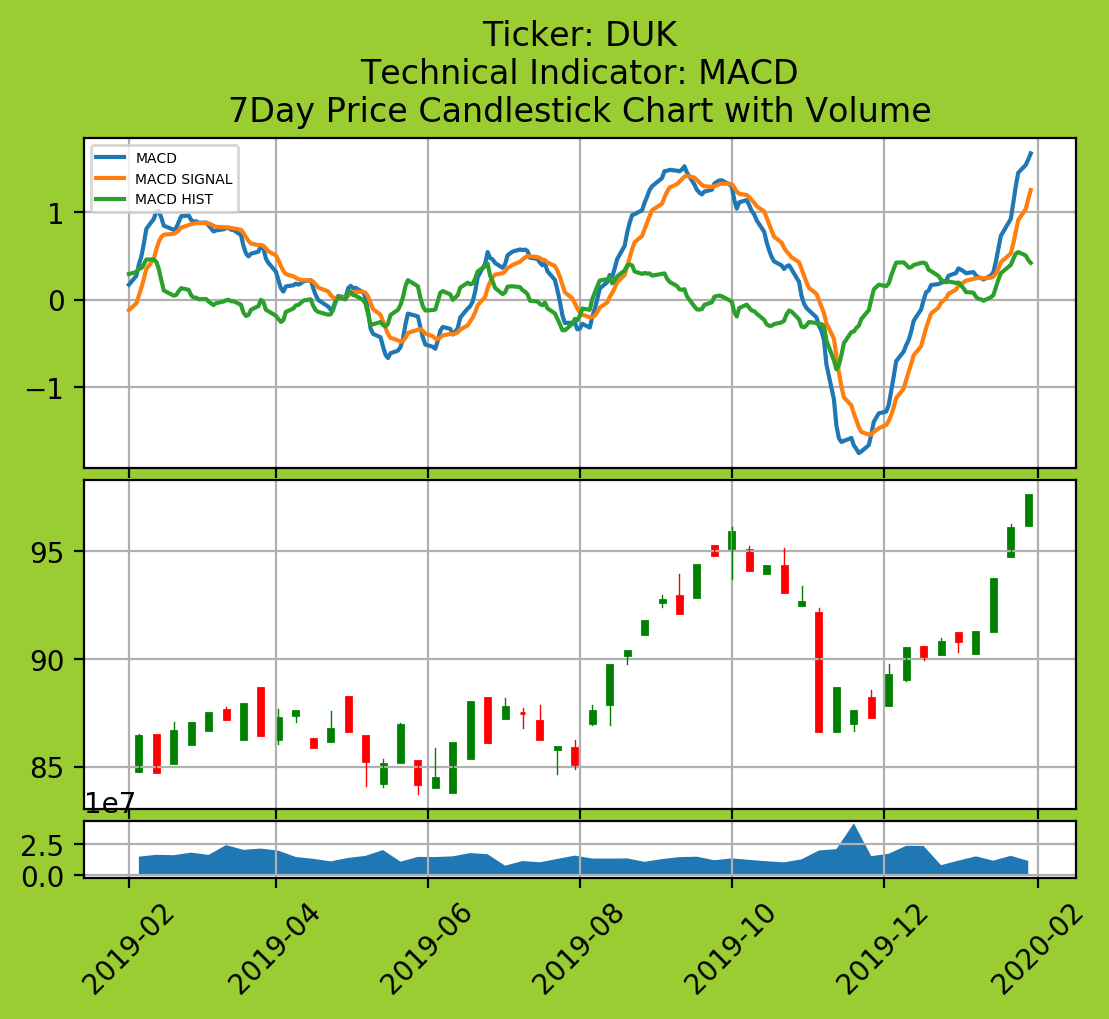 Ticker: DUK
Technical Indicator: MACD
7Day Price Candlestick Chart with Volume
MACD
MACD SIGNAL
MACD HIST
1
0
−1
95
90
85
1e7
2.5
0.0
2019-02
2019-04
2019-06
2019-08
2019-10
2019-12
2020-02